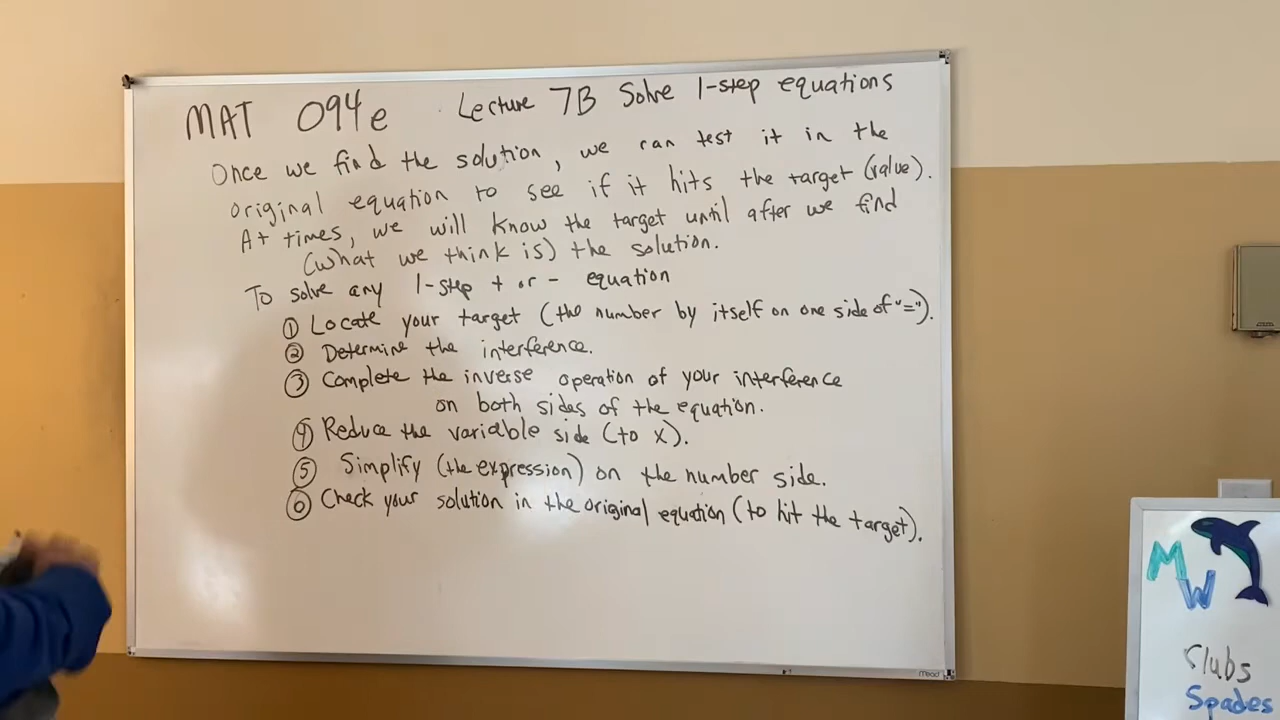 MAT 094e Lecture 7B Solve 1-step equations
Once we find the solution, we can test it in the
original equation to see if it hits the target (value).
At times, we will know the target until after we find
(what we think is) the solution.
To solve any 1-step + or - equation
① Locate your target (the number by itself on one side of "=").
② Determine the interference.
③ Complete the inverse operation of your interference
on both sides of the equation.
④ Reduce the variable side (to x).
⑤ Simplify (the expression) on the number side.
⑥ Check your solution in the original equation (to hit the target).
Mead
MW
Clubs
Spades